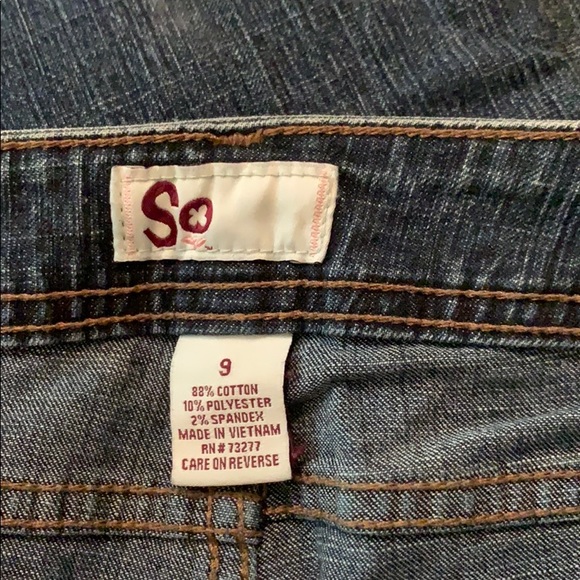 So
9
88% COTTON
10% POLYESTER
2% SPANDEX
MADE IN VIETNAM
RN# 73277
CARE ON REVERSE